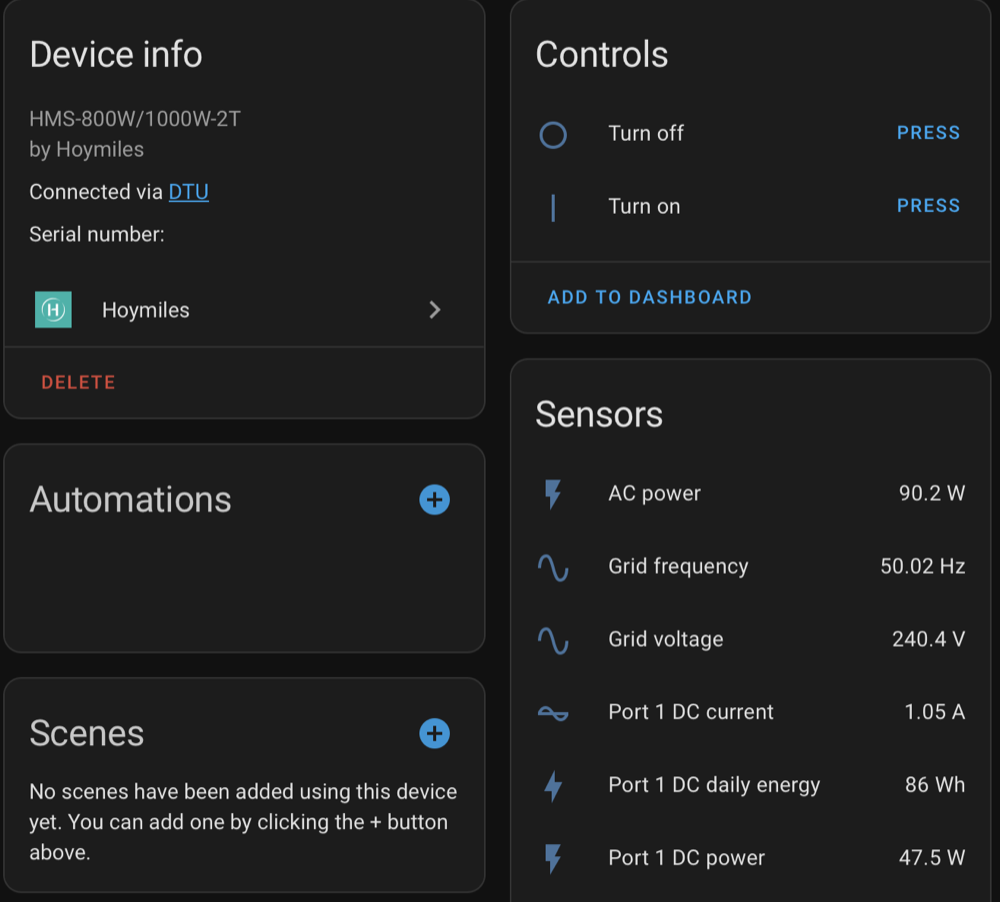 Device info
HMS-800W/1000W-2T
by Hoymiles
Connected via DTU
Serial number:
H
Hoymiles
DELETE
Automations
Scenes
No scenes have been added using this device
yet. You can add one by clicking the + button
above.
Controls
Turn off PRESS
Turn on PRESS
ADD TO DASHBOARD
Sensors
AC power 90.2 W
Grid frequency 50.02 Hz
Grid voltage 240.4 V
Port 1 DC current 1.05 A
Port 1 DC daily energy 86 Wh
Port 1 DC power 47.5 W